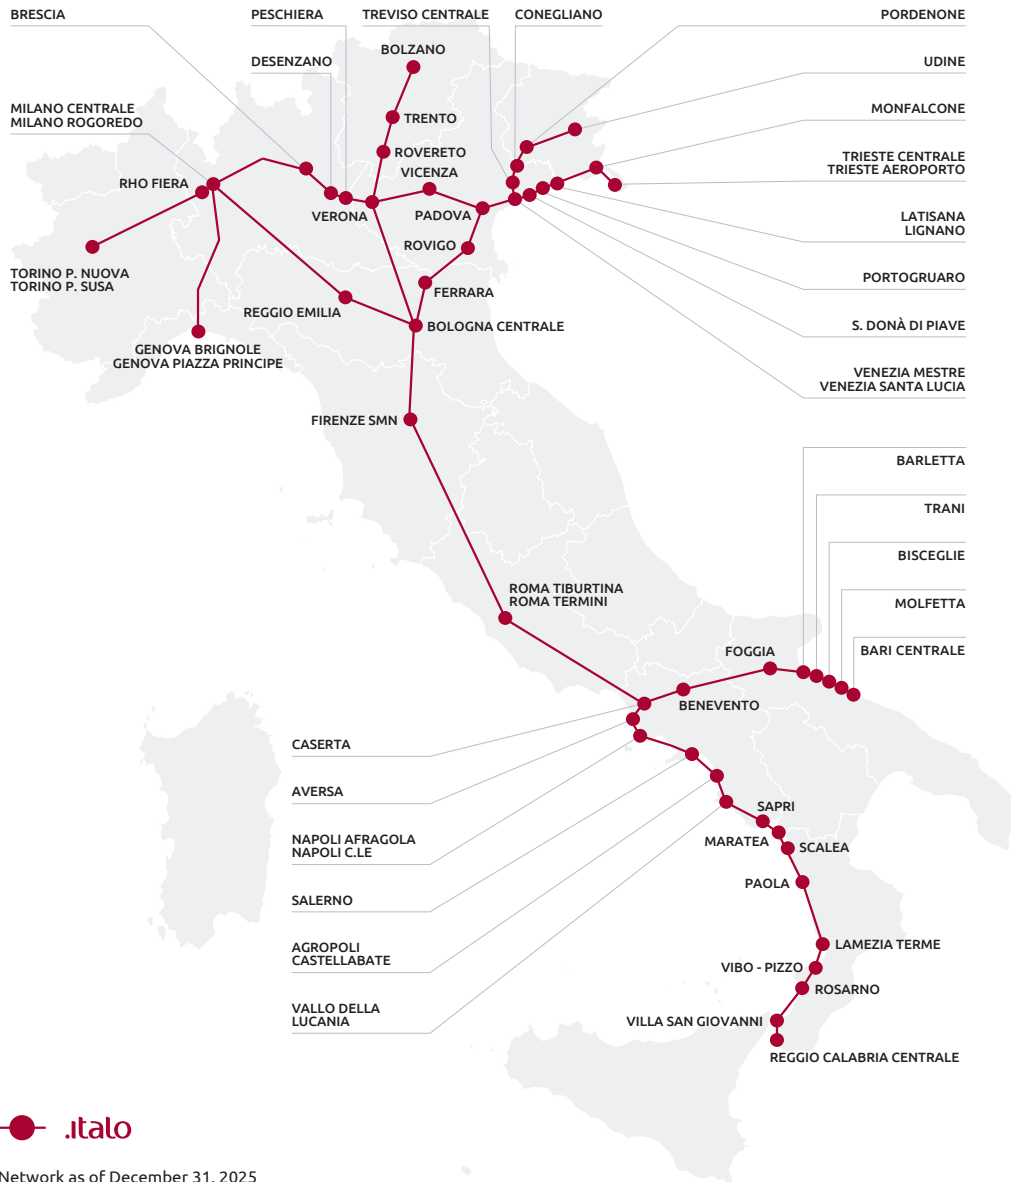 BRESCIA
PESCHIERA
TREVISO CENTRALE
CONEGLIANO
PORDENONE
BOLZANO
DESENZANO
UDINE
MILANO CENTRALE
MILANO ROGOREDO
TRENTO
MONFALCONE
ROVERETO
TRIESTE CENTRALE
TRIESTE AEROPORTO
VICENZA
RHO FIERA
VERONA
PADOVA
LATISANA
LIGNANO
ROVIGO
TORINO P. NUOVA
TORINO P. SUSA
PORTOGRUARO
FERRARA
REGGIO EMILIA
BOLOGNA CENTRALE
S. DONÀ DI PIAVE
GENOVA BRIGNOLE
GENOVA PIAZZA PRINCIPE
VENEZIA MESTRE
VENEZIA SANTA LUCIA
FIRENZE SMN
BARLETTA
TRANI
BISCEGLIE
ROMA TIBURTINA
ROMA TERMINI
MOLFETTA
FOGGIA
BARI CENTRALE
BENEVENTO
CASERTA
AVERSA
SAPRI
NAPOLI AFRAGOLA
NAPOLI C.LE
MARATEA
SCALEA
PAOLA
SALERNO
AGROPOLI
CASTELLABATE
LAMEZIA TERME
VIBO - PIZZO
ROSARNO
VALLO DELLA
LUCANIA
VILLA SAN GIOVANNI
REGGIO CALABRIA CENTRALE
.italo
Network as of December 31, 2025